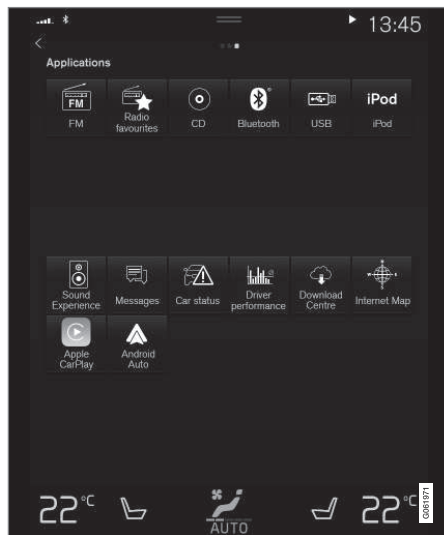 13:45
Applications
FM
FM
Radio
favourites
CD
Bluetooth
USB
iPod
iPod
Sound
Experience
Messages
Car status
Driver
performance
Download
Centre
Internet Map
Apple
CarPlay
Android
Auto
22°C
AUTO
22°C
G061971